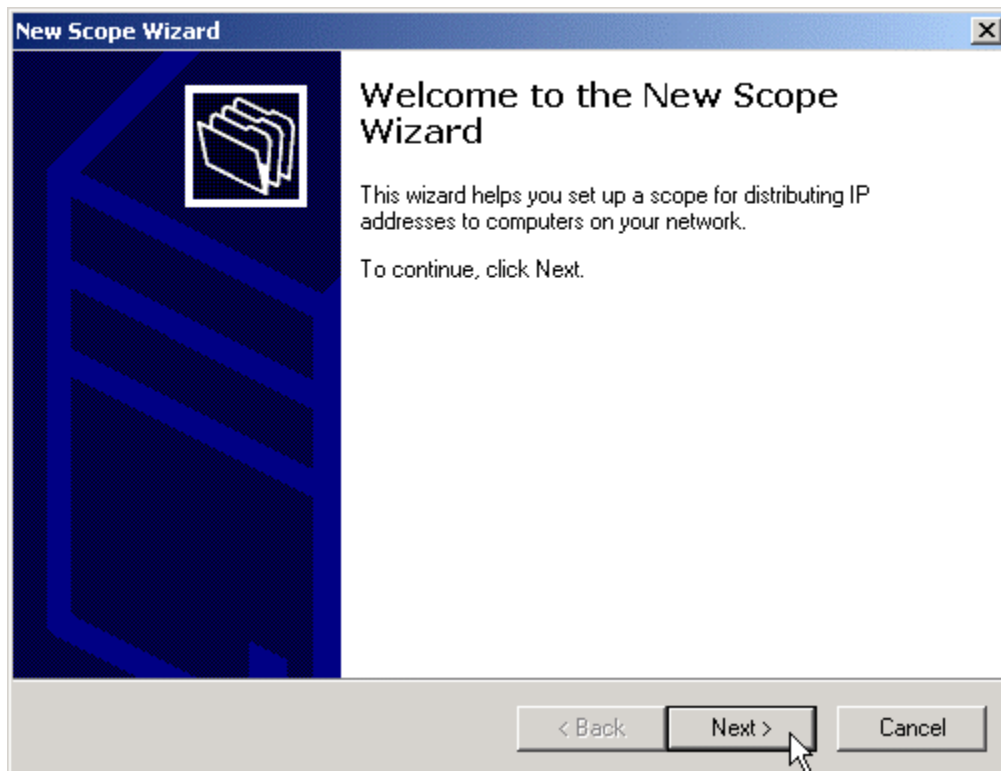 New Scope Wizard
Welcome to the New Scope
Wizard
This wizard helps you set up a scope for distributing IP
addresses to computers on your network.
To continue, click Next.
< Back
Next >
Cancel